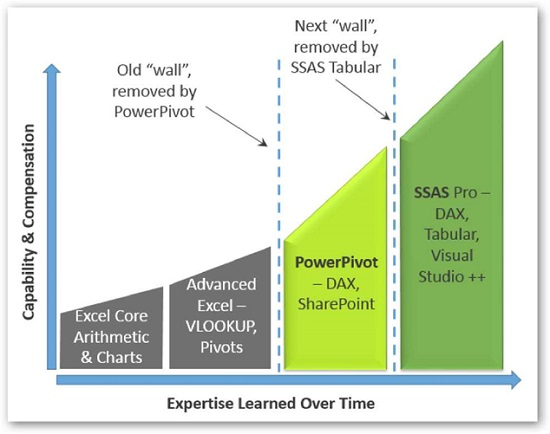 Next “wall”,
removed by
SSAS Tabular
Old “wall”,
removed by
PowerPivot
Capability & Compensation
Excel Core
Arithmetic
& Charts
Advanced
Excel –
VLOOKUP,
Pivots
PowerPivot
– DAX,
SharePoint
SSAS Pro –
DAX,
Tabular,
Visual
Studio ++
Expertise Learned Over Time